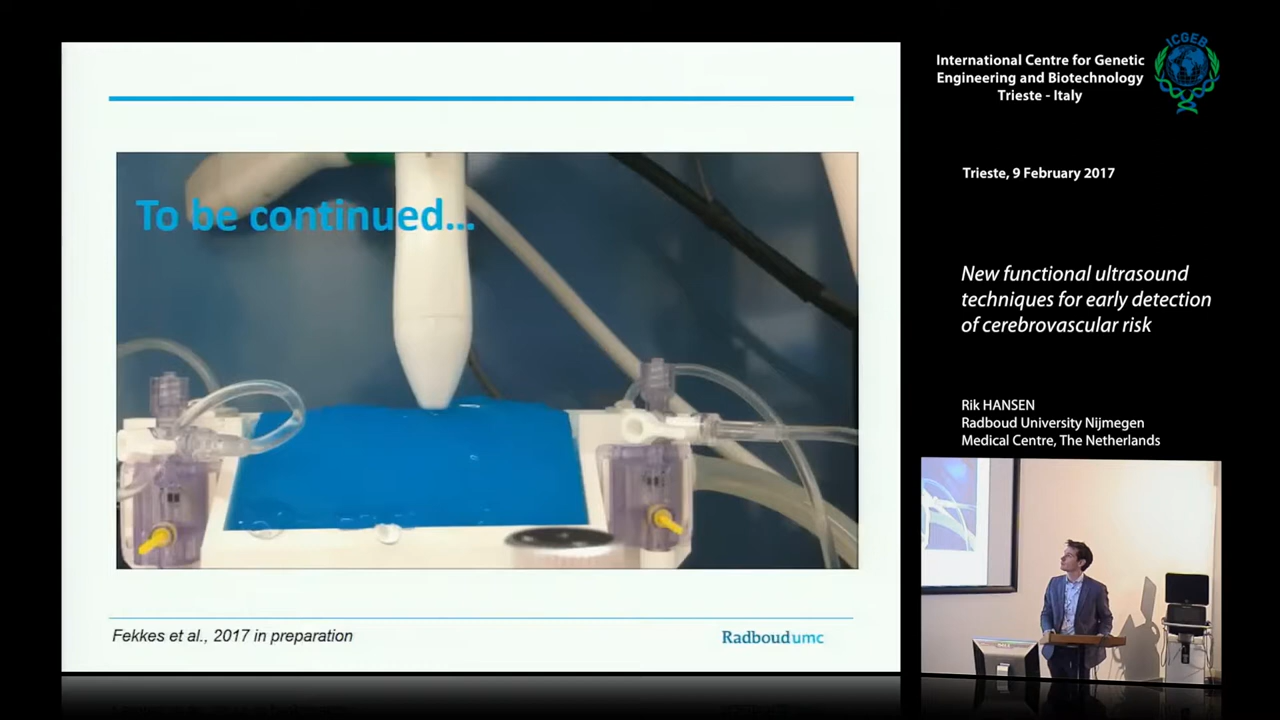 To be continued...
Fekkes et al., 2017 in preparation
Radboudumc
International Centre for Genetic
Engineering and Biotechnology
Trieste - Italy
ICGEB
Trieste, 9 February 2017
New functional ultrasound
techniques for early detection
of cerebrovascular risk
Rik HANSEN
Radboud University Nijmegen
Medical Centre, The Netherlands
DELL